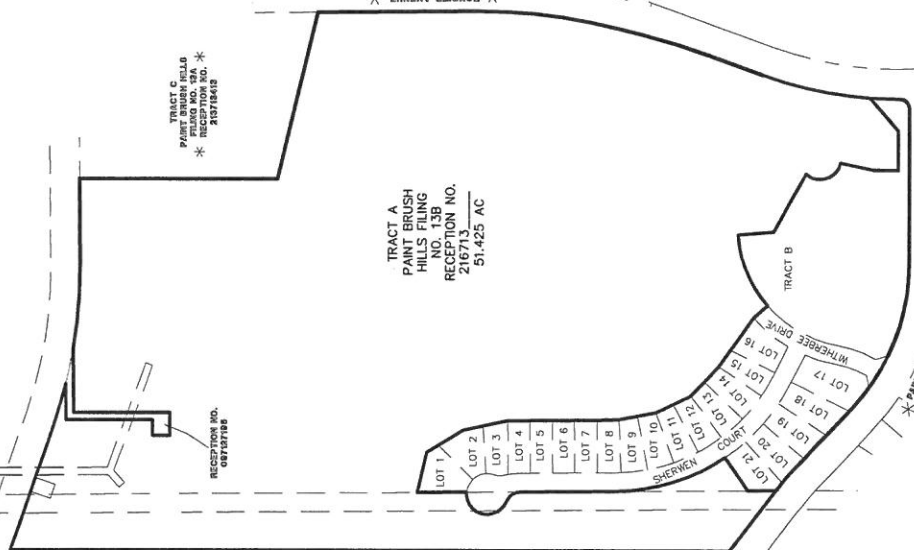 TRACT C
PAINT BRUSH HILLS
FILING NO. 13A
* RECEPTION NO. *
213713413
TRACT A
PAINT BRUSH
HILLS FILING
NO. 13B
RECEPTION NO.
216713____
51.425 AC
RECEPTION NO.
TRACT B
LOT 1
LOT 2
LOT 3
LOT 4
LOT 5
LOT 6
LOT 7
LOT 8
LOT 9
LOT 10
LOT 11
LOT 12
LOT 13
LOT 14
LOT 15
LOT 16
WITHERBEE DRIVE
LOT 17
LOT 18
LOT 19
LOT 20
LOT 21
SHERWEN COURT